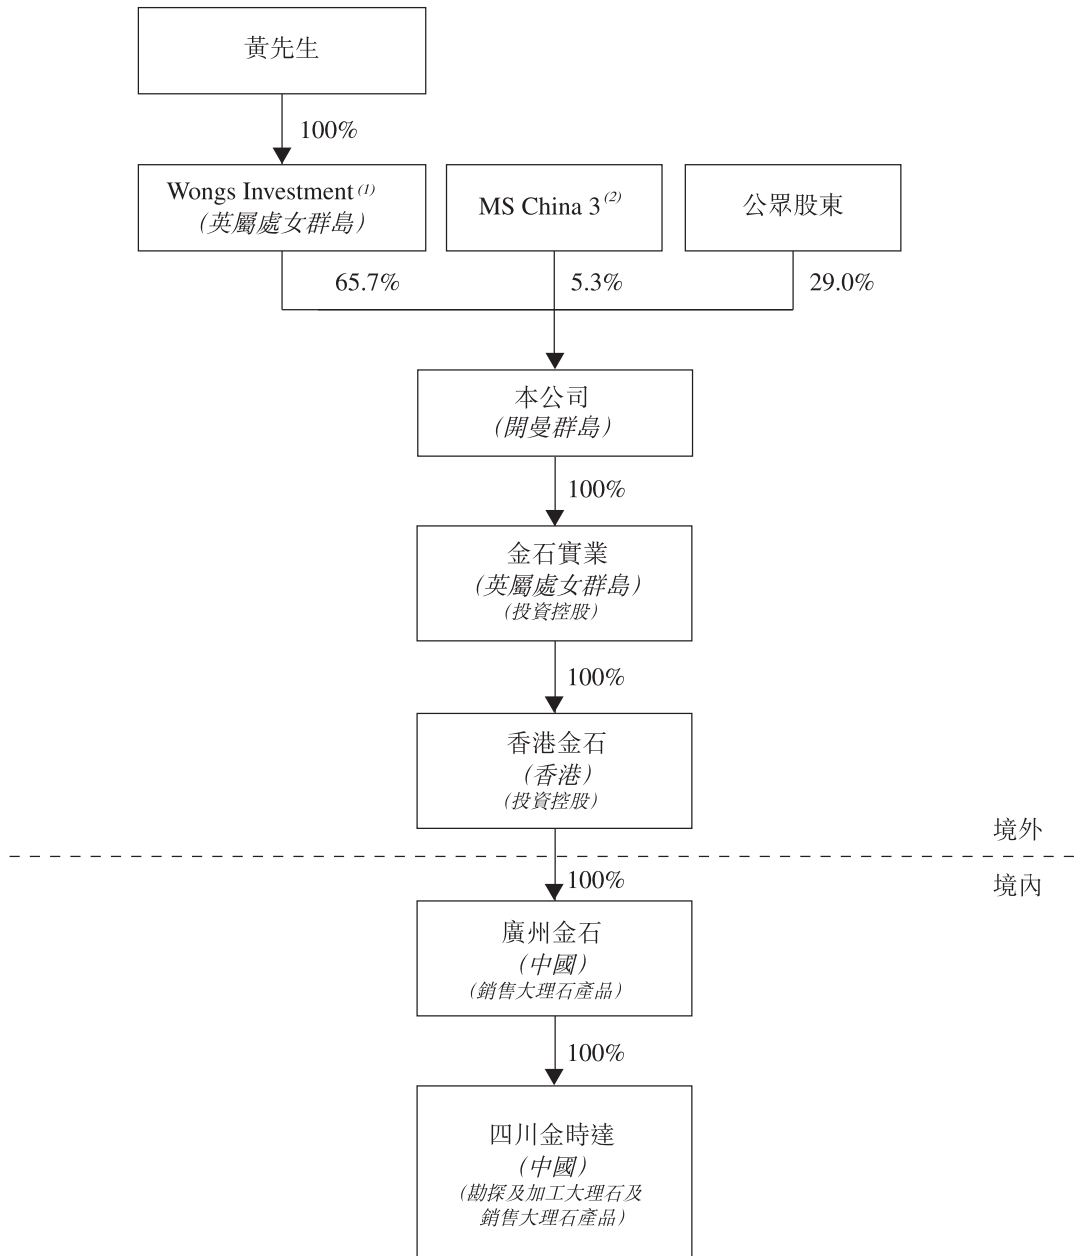 黃先生
100%
Wongs Investment (1)
（英屬處女群島）
MS China 3 (2)
公眾股東
65.7%
5.3%
29.0%
本公司
（開曼群島）
100%
金石實業
（英屬處女群島）
（投資控股）
100%
香港金石
（香港）
（投資控股）
境外
100%
境內
廣州金石
（中國）
（銷售大理石產品）
100%
四川金時達
（中國）
（勘探及加工大理石及
銷售大理石產品）